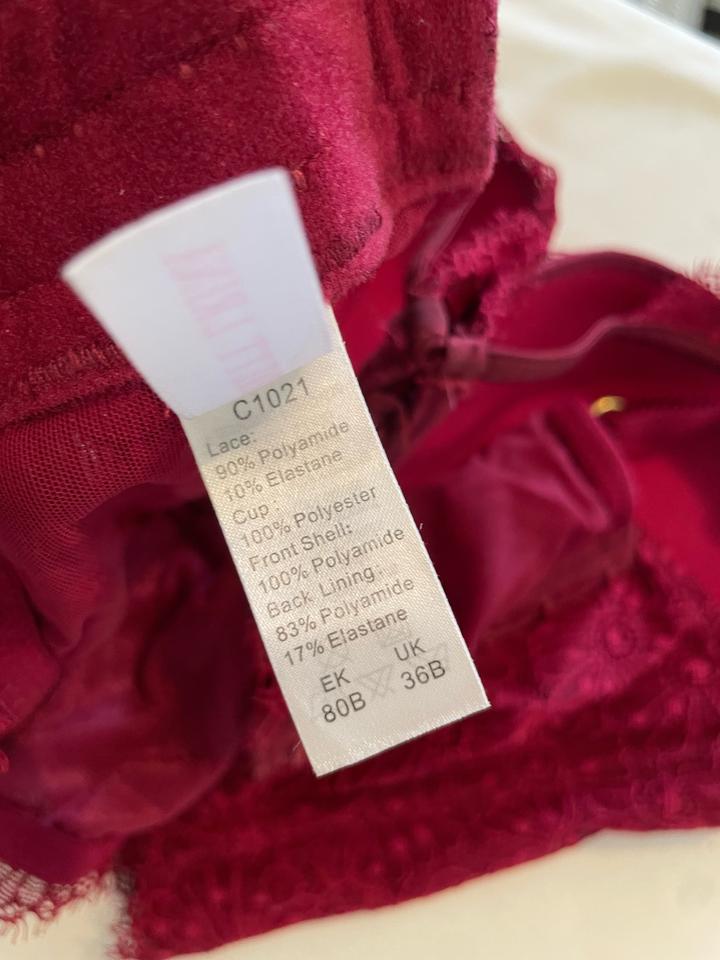 C1021
Lace:
90% Polyamide
10% Elastane
Cup :
100% Polyester
Front Shell:
100% Polyamide
Back Lining:
83% Polyamide
17% Elastane
EK UK
80B 36B